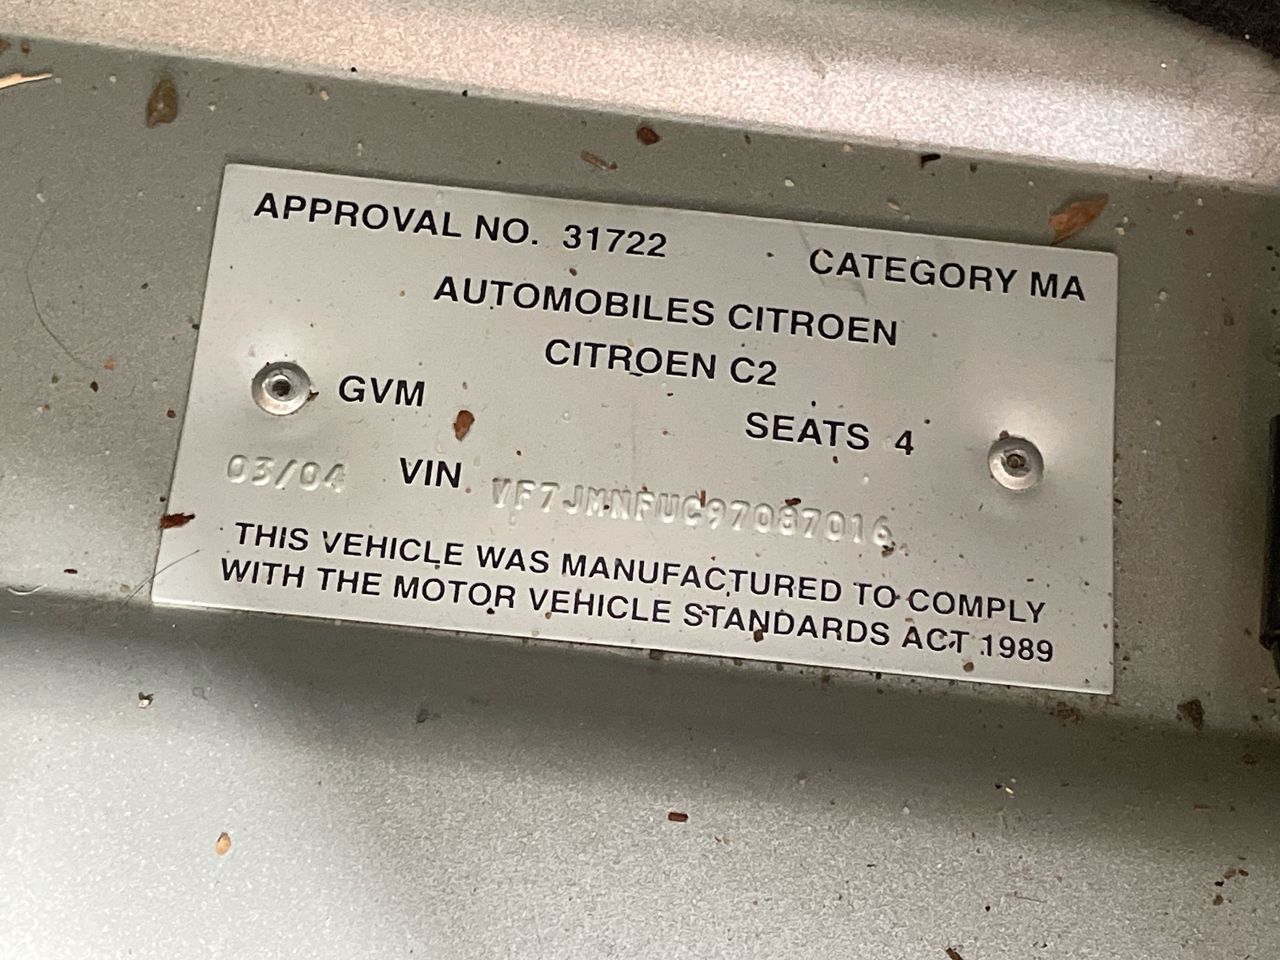 APPROVAL NO. 31722 CATEGORY MA
AUTOMOBILES CITROEN
CITROEN C2
GVM SEATS 4
03/04 VIN VF7JMNFUC97087016
THIS VEHICLE WAS MANUFACTURED TO COMPLY
WITH THE MOTOR VEHICLE STANDARDS ACT 1989